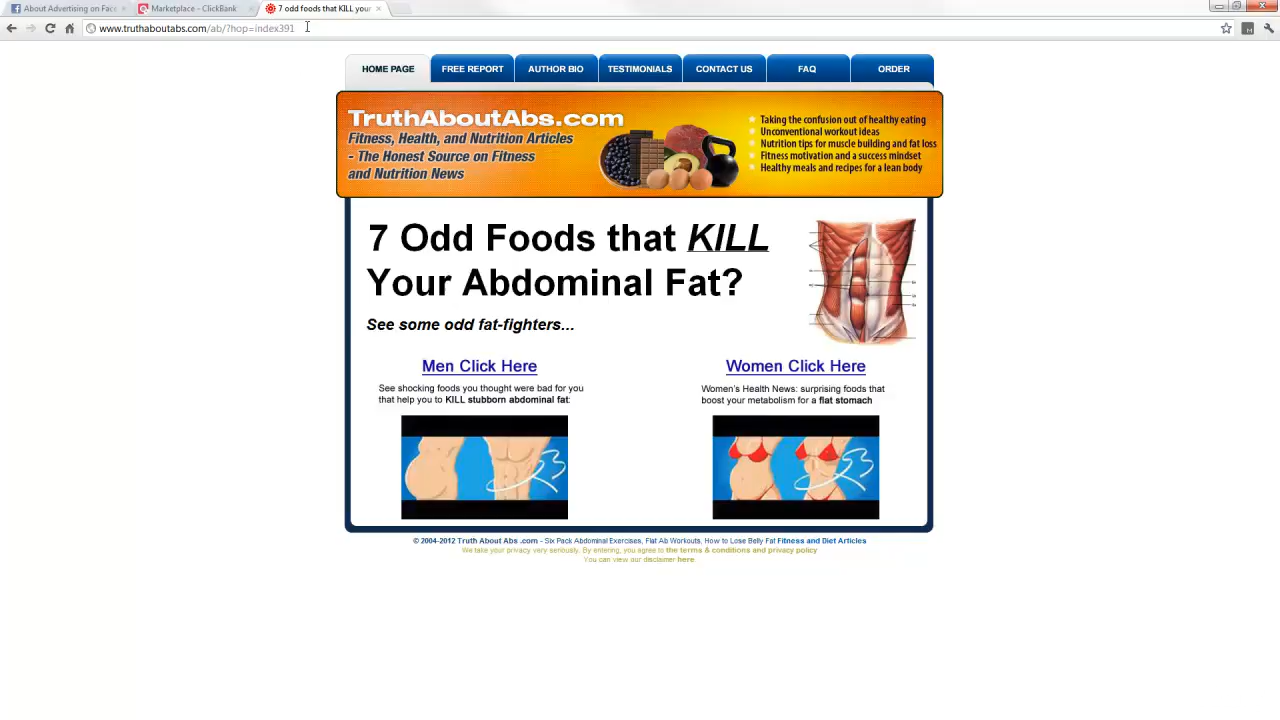 About Advertising on Fac
Marketplace - ClickBank
7 odd foods that KILL your
www.truthaboutabs.com/ab/?hop=index391
HOME PAGE
FREE REPORT
AUTHOR BIO
TESTIMONIALS
CONTACT US
FAQ
ORDER
TruthAboutAbs.com
Fitness, Health, and Nutrition Articles
- The Honest Source on Fitness
and Nutrition News
Taking the confusion out of healthy eating
Unconventional workout ideas
Nutrition tips for muscle building and fat loss
Fitness motivation and a success mindset
Healthy meals and recipes for a lean body
7 Odd Foods that KILL
Your Abdominal Fat?
See some odd fat-fighters...
Men Click Here
See shocking foods you thought were bad for you
that help you to KILL stubborn abdominal fat:
Women Click Here
Women's Health News: surprising foods that
boost your metabolism for a flat stomach
© 2004-2012 Truth About Abs .com - Six Pack Abdominal Exercises, Flat Ab Workouts, How to Lose Belly Fat Fitness and Diet Articles
We take your privacy very seriously. By entering, you agree to the terms & conditions and privacy policy
You can view our disclaimer here.